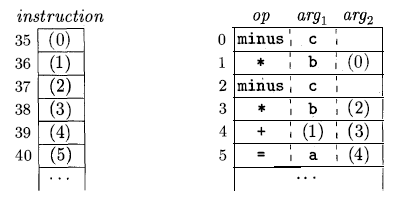 instruction op arg1 arg2
35 (0) 0 minus c
36 (1) 1 * b (0)
37 (2) 2 minus c
38 (3) 3 * b (2)
39 (4) 4 + (1) (3)
40 (5) 5 = a (4)
... ...